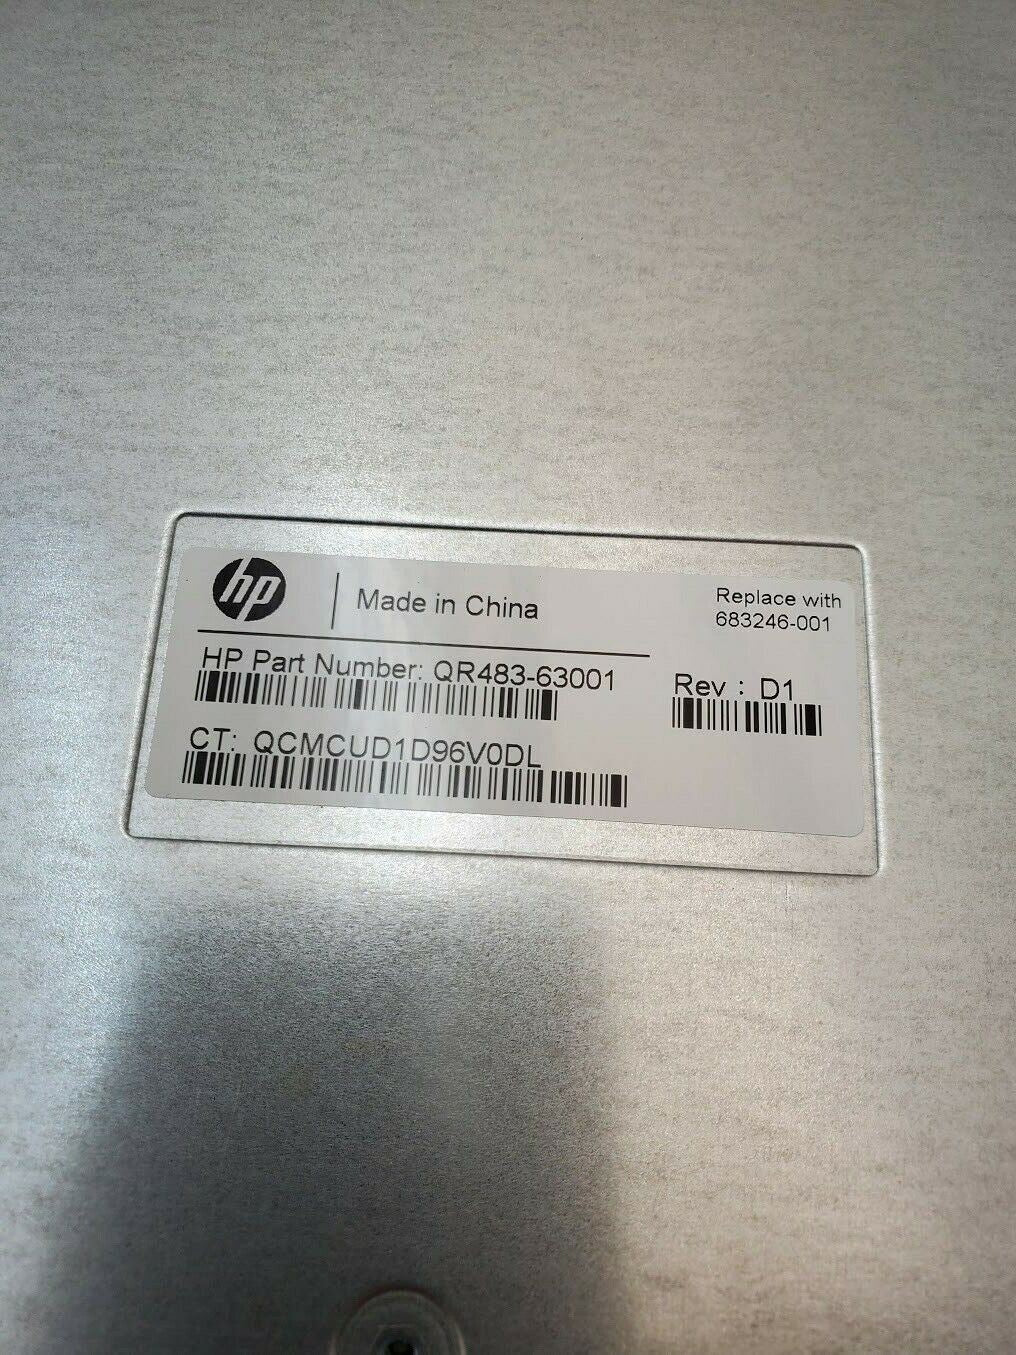 hp
Made in China
Replace with
683246-001
HP Part Number: QR483-63001
Rev : D1
CT: QCMCUD1D96V0DL